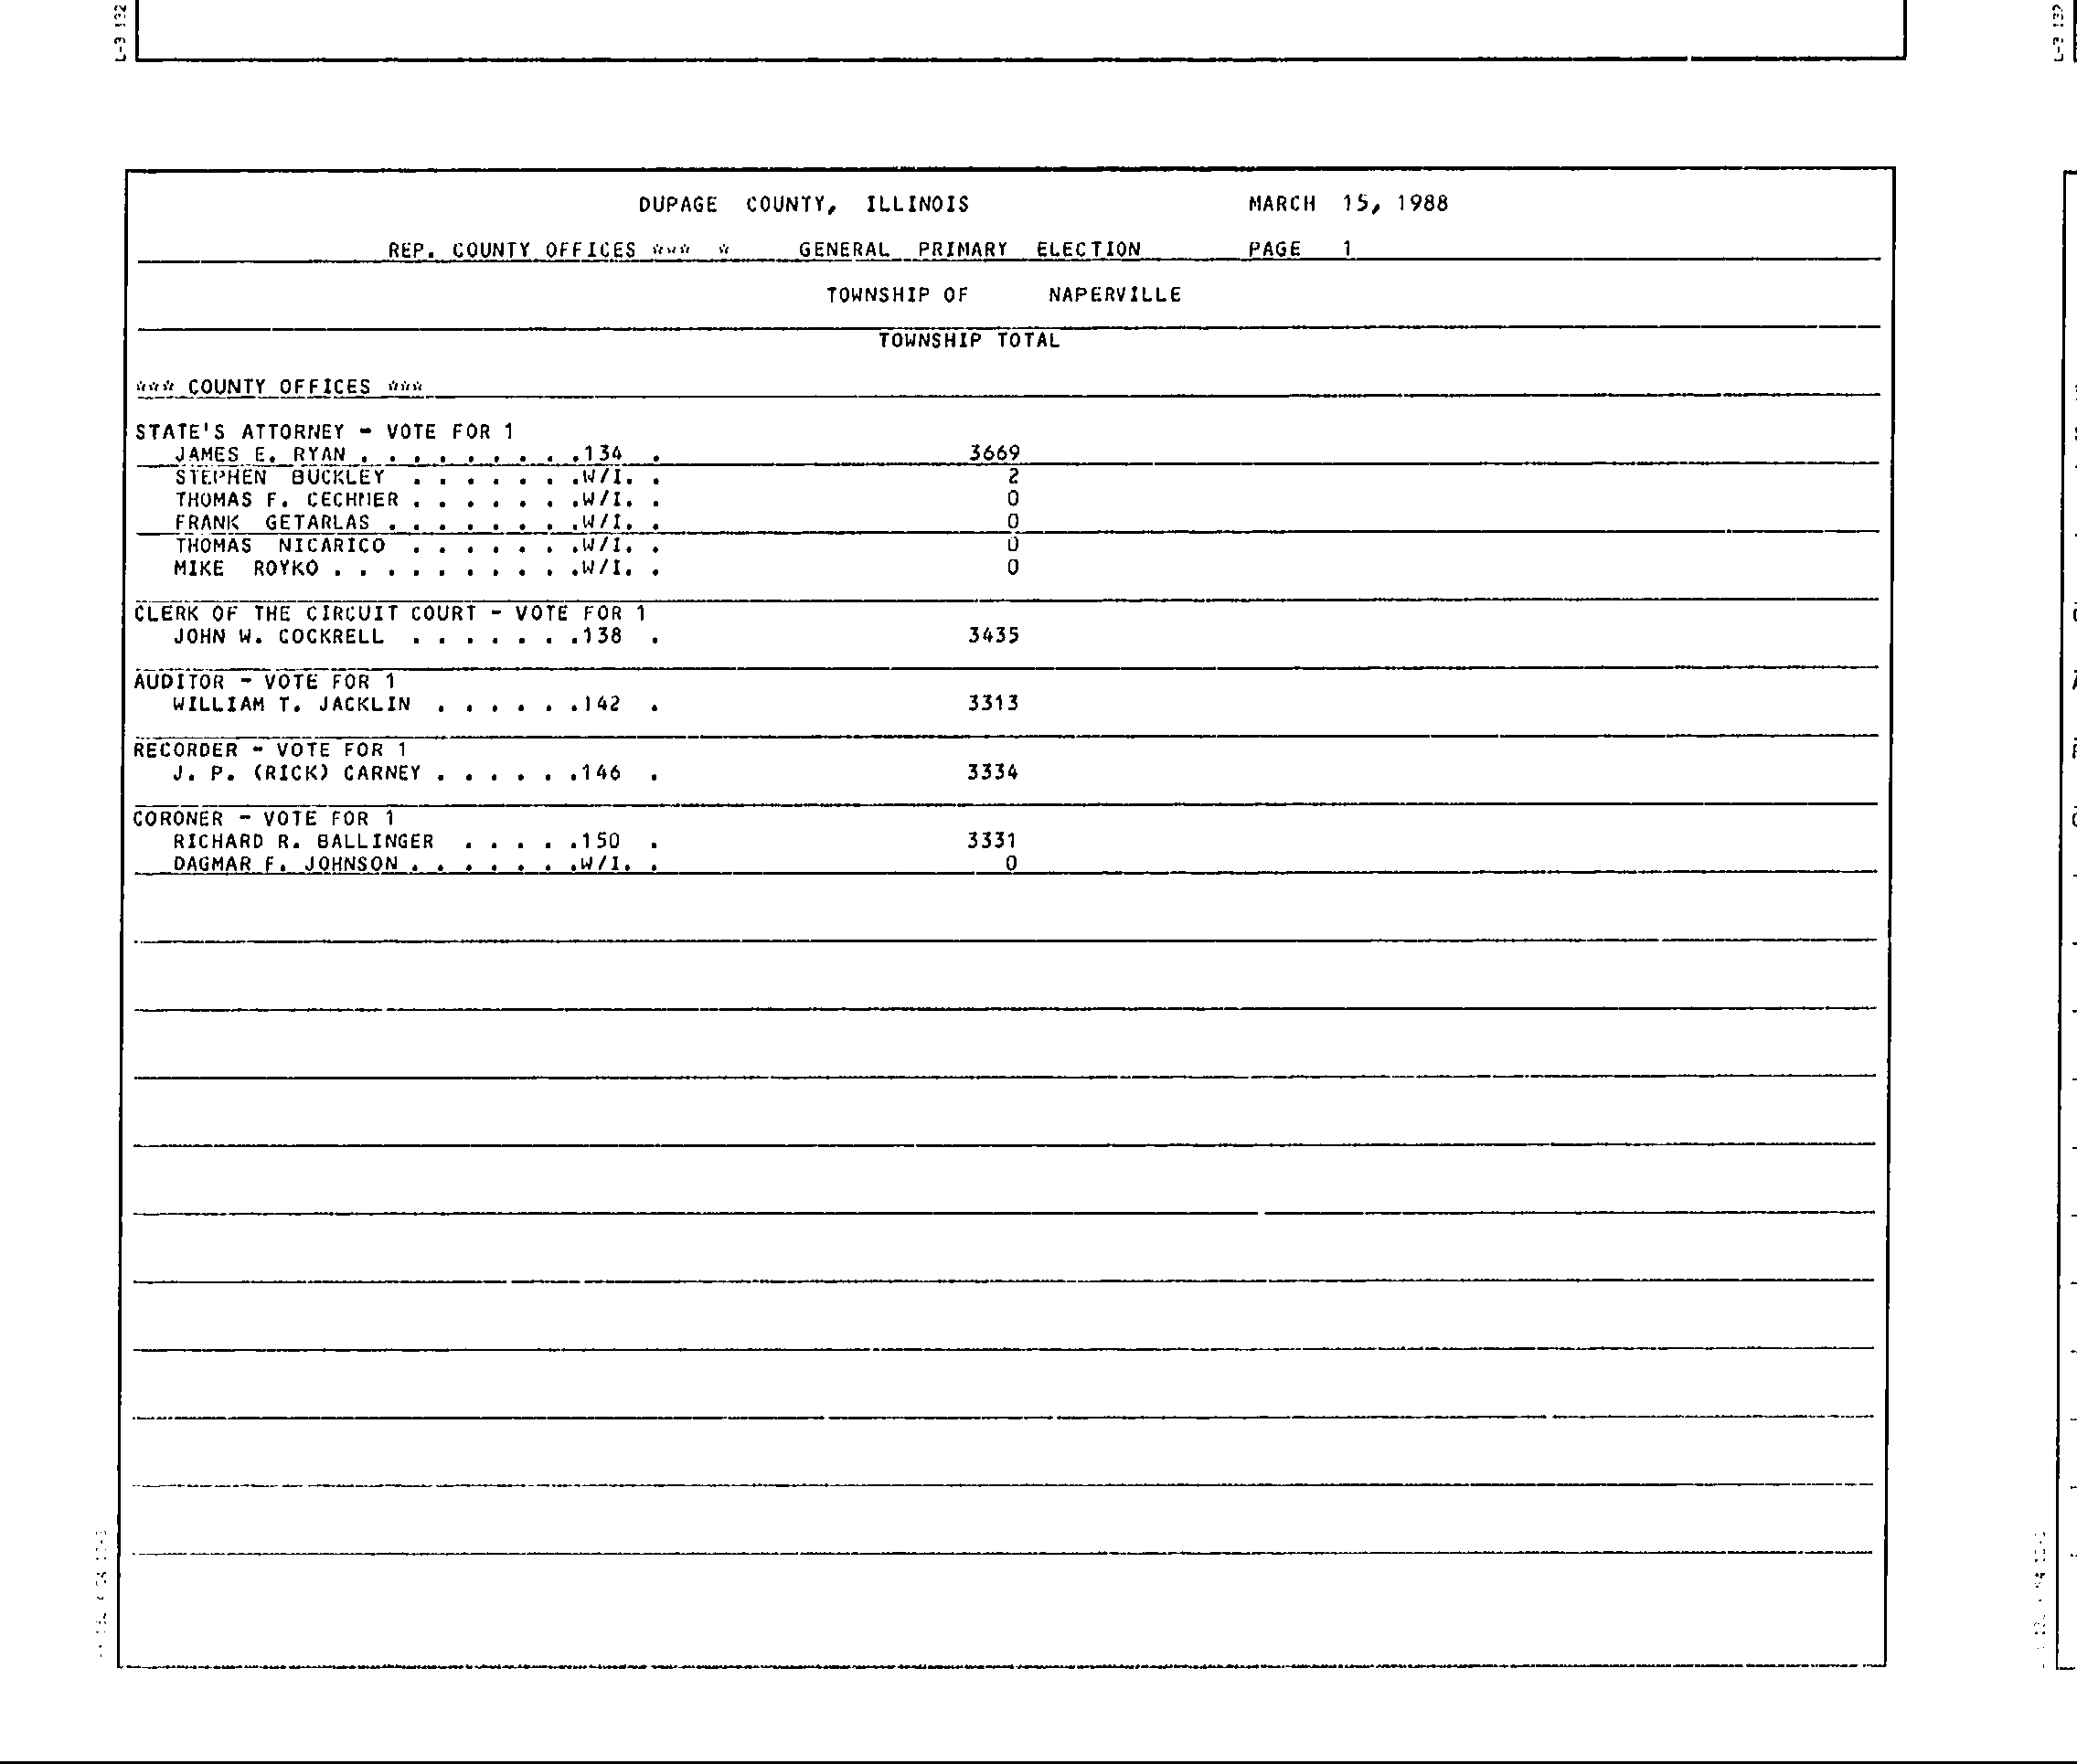 L-3 132
L-3 132
DUPAGE COUNTY, ILLINOIS MARCH 15, 1988
REP. COUNTY OFFICES *** * GENERAL PRIMARY ELECTION PAGE 1
TOWNSHIP OF NAPERVILLE
TOWNSHIP TOTAL
*** COUNTY OFFICES ***
STATE'S ATTORNEY - VOTE FOR 1
JAMES E. RYAN . . . . . . . . .134 . 3669
STEPHEN BUCKLEY . . . . . . .W/I. . 2
THOMAS F. CECHNER . . . . . . .W/I. . 0
FRANK GETARLAS . . . . . . . .W/I. . 0
THOMAS NICARICO . . . . . . .W/I. . 0
MIKE ROYKO . . . . . . . . . .W/I. . 0
CLERK OF THE CIRCUIT COURT - VOTE FOR 1
JOHN W. COCKRELL . . . . . . .138 . 3435
AUDITOR - VOTE FOR 1
WILLIAM T. JACKLIN . . . . . .142 . 3313
RECORDER - VOTE FOR 1
J. P. (RICK) CARNEY . . . . . .146 . 3334
CORONER - VOTE FOR 1
RICHARD R. BALLINGER . . . . .150 . 3331
DAGMAR F. JOHNSON . . . . . . .W/I. . 0